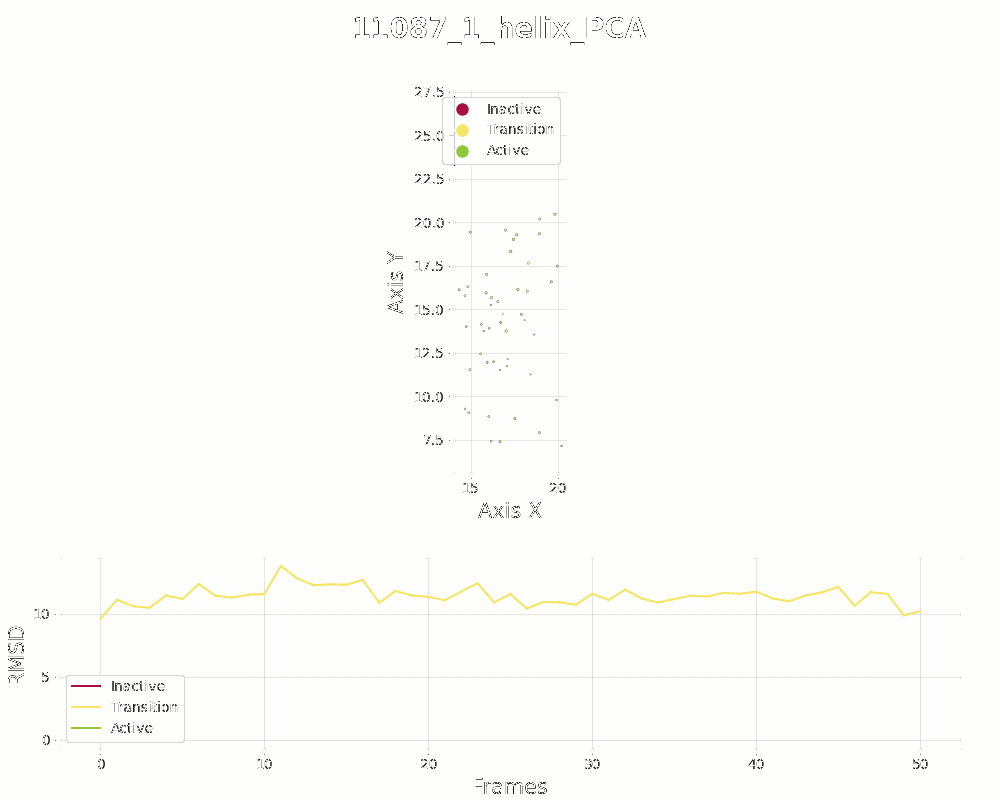 11087_1_helix_PCA
27.5
25.0
22.5
20.0
17.5
15.0
12.5
10.0
7.5
Inactive
Transition
Active
Axis Y
15 20
Axis X
10
5
0
RMSD
Inactive
Transition
Active
0 10 20 30 40 50
Frames